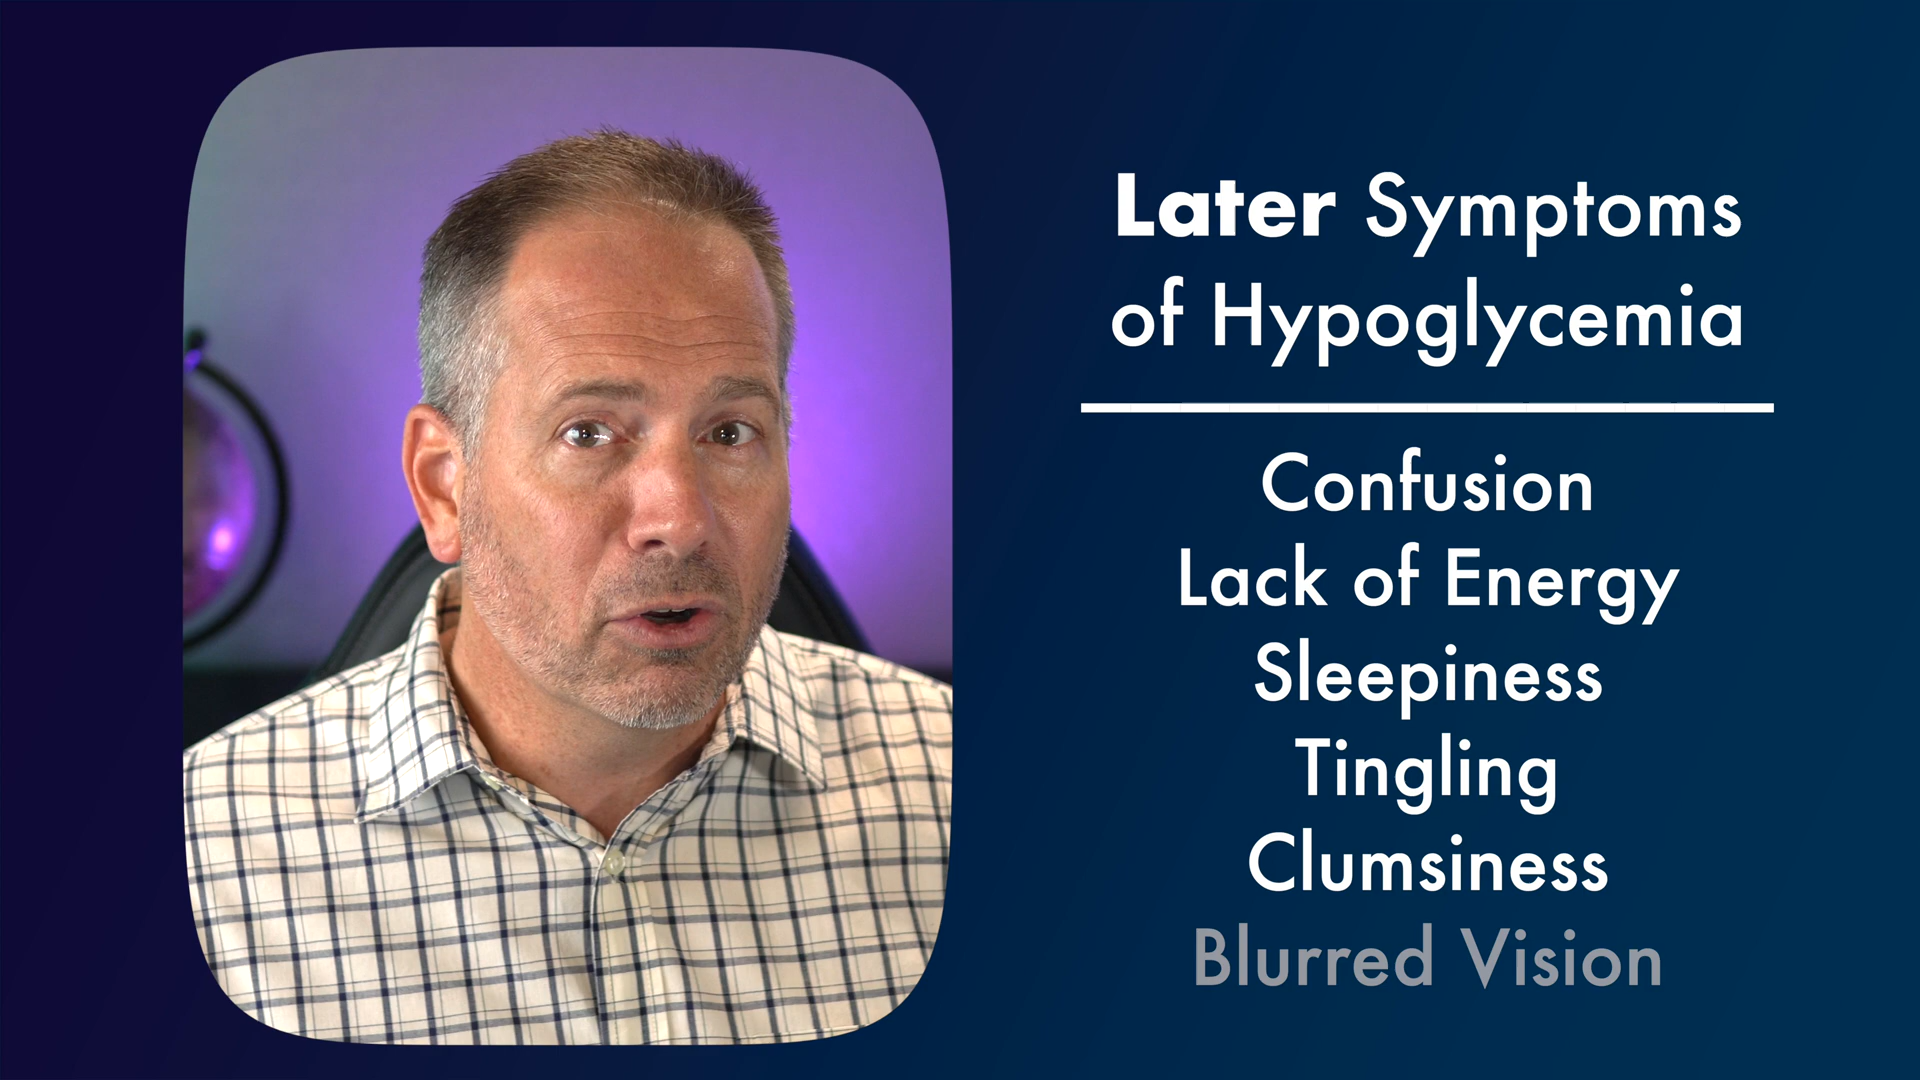 Later Symptoms
of Hypoglycemia
Confusion
Lack of Energy
Sleepiness
Tingling
Clumsiness
Blurred Vision